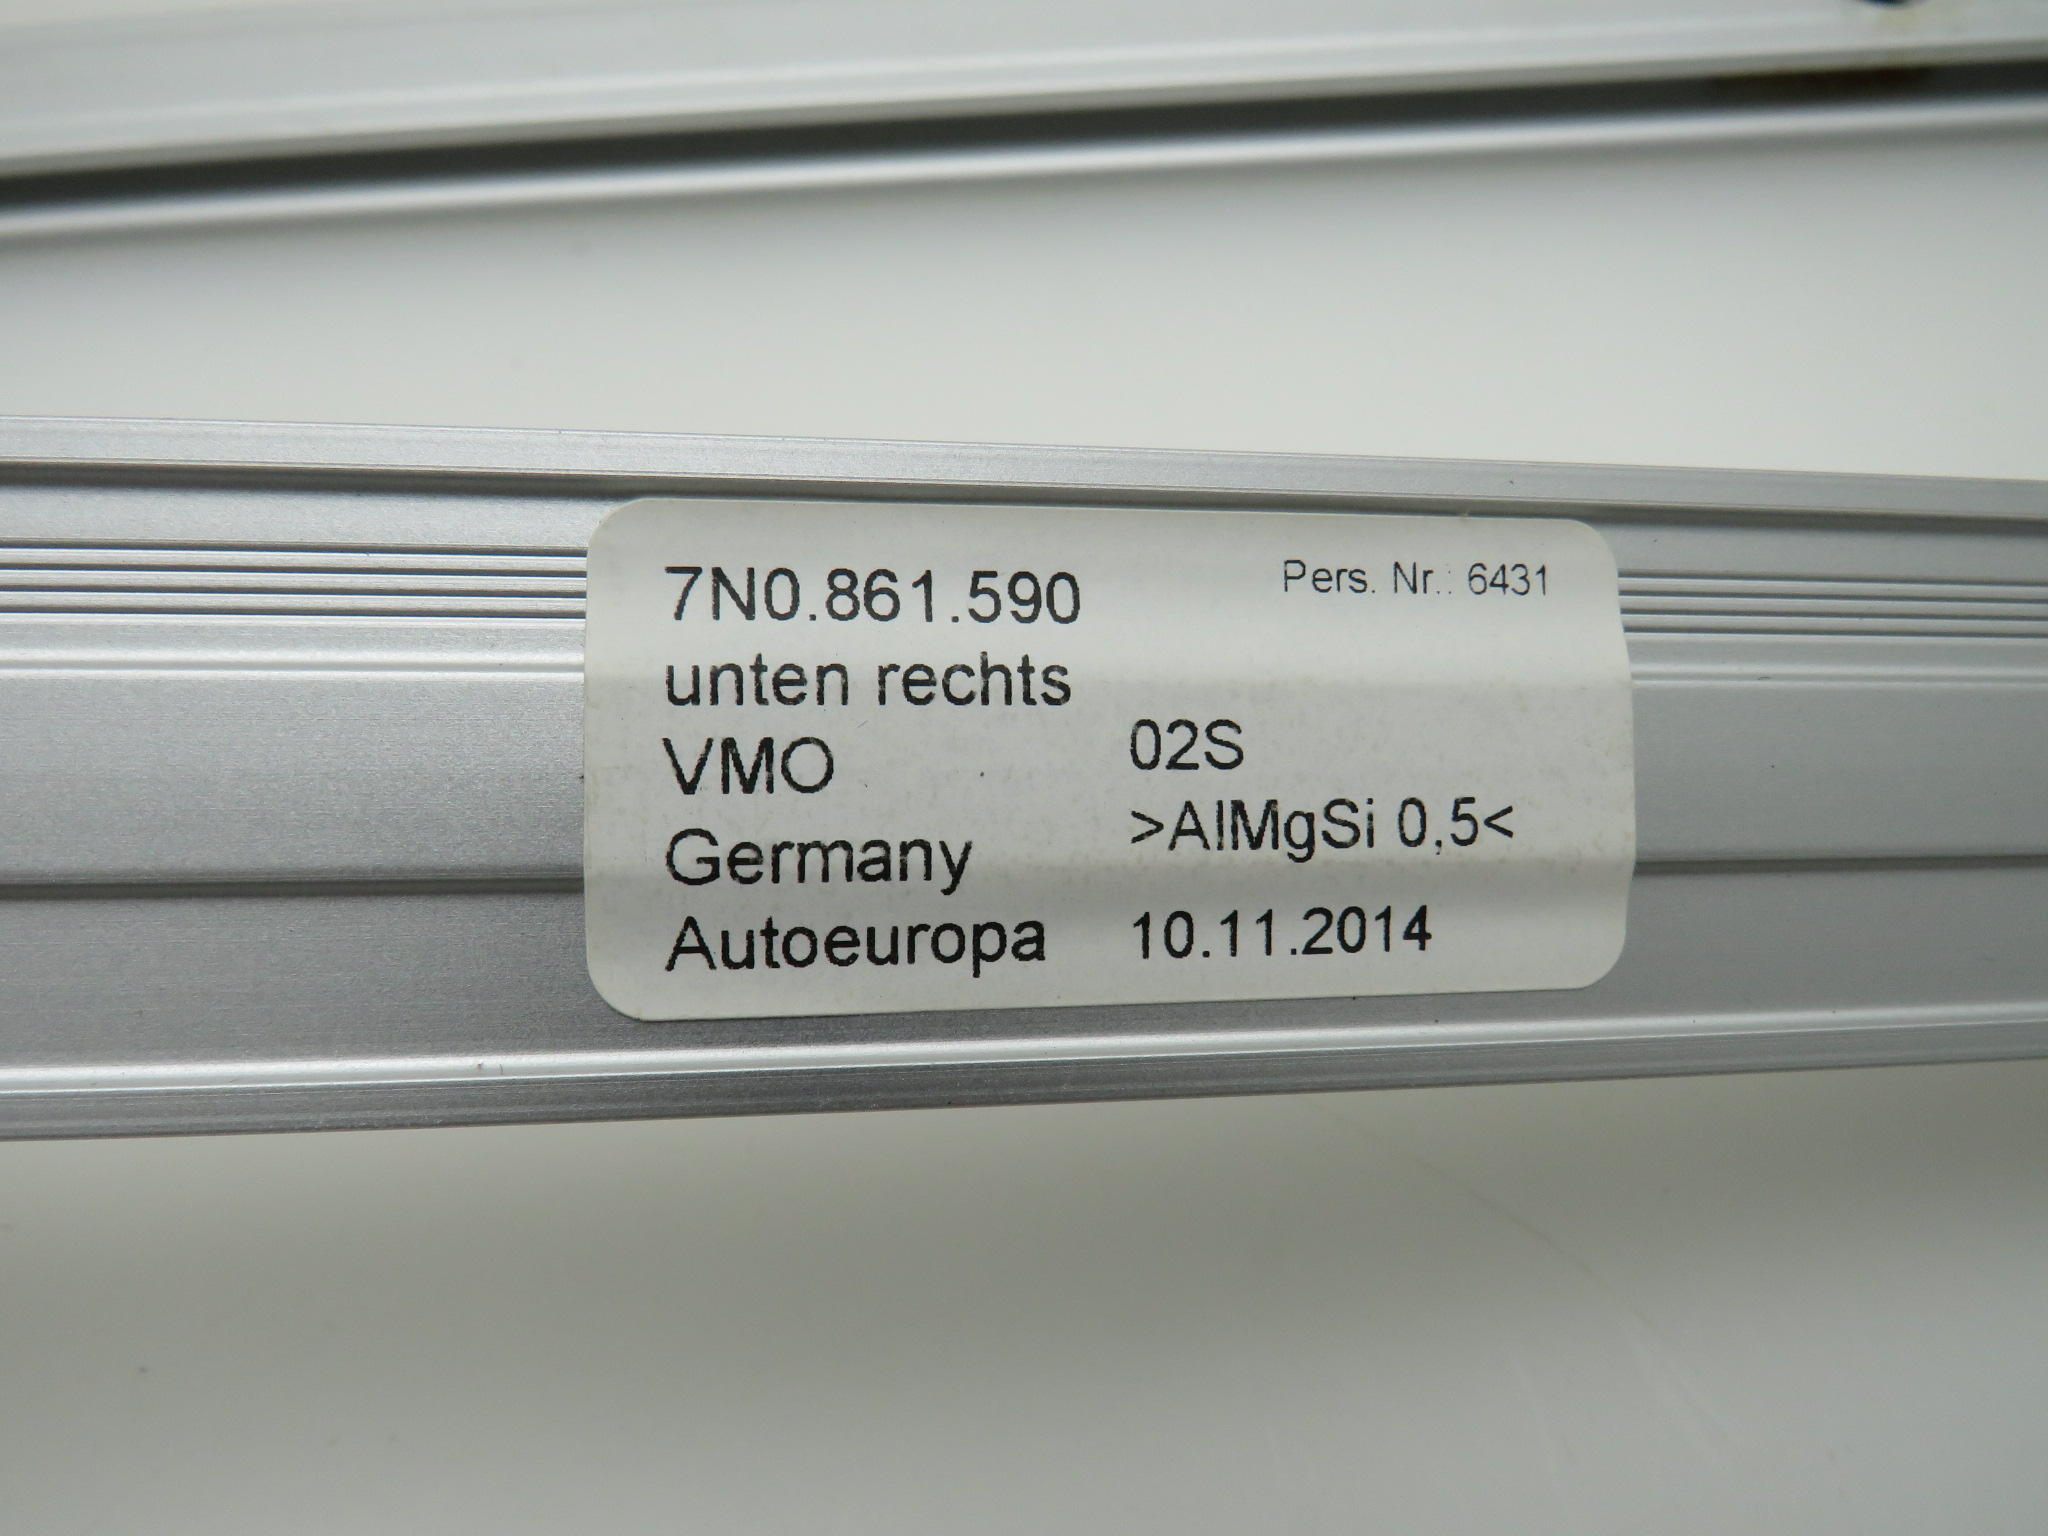 7N0.861.590
Pers. Nr.: 6431
unten rechts
VMO
02S
Germany
>AlMgSi 0,5<
Autoeuropa
10.11.2014